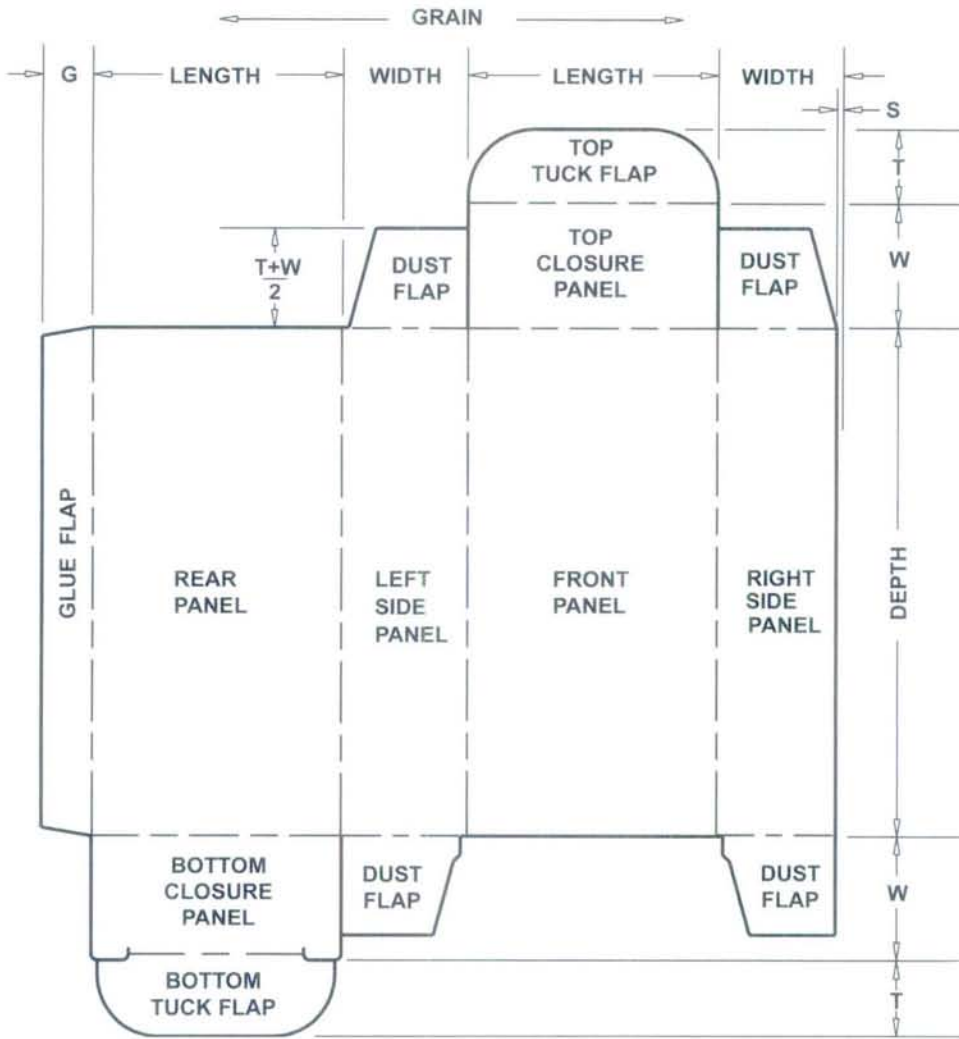 GRAIN
G
LENGTH
WIDTH
LENGTH
WIDTH
S
TOP
TUCK FLAP
T
T+W
2
DUST
FLAP
TOP
CLOSURE
PANEL
DUST
FLAP
W
GLUE FLAP
REAR
PANEL
LEFT
SIDE
PANEL
FRONT
PANEL
RIGHT
SIDE
PANEL
DEPTH
BOTTOM
CLOSURE
PANEL
DUST
FLAP
DUST
FLAP
W
BOTTOM
TUCK FLAP
T